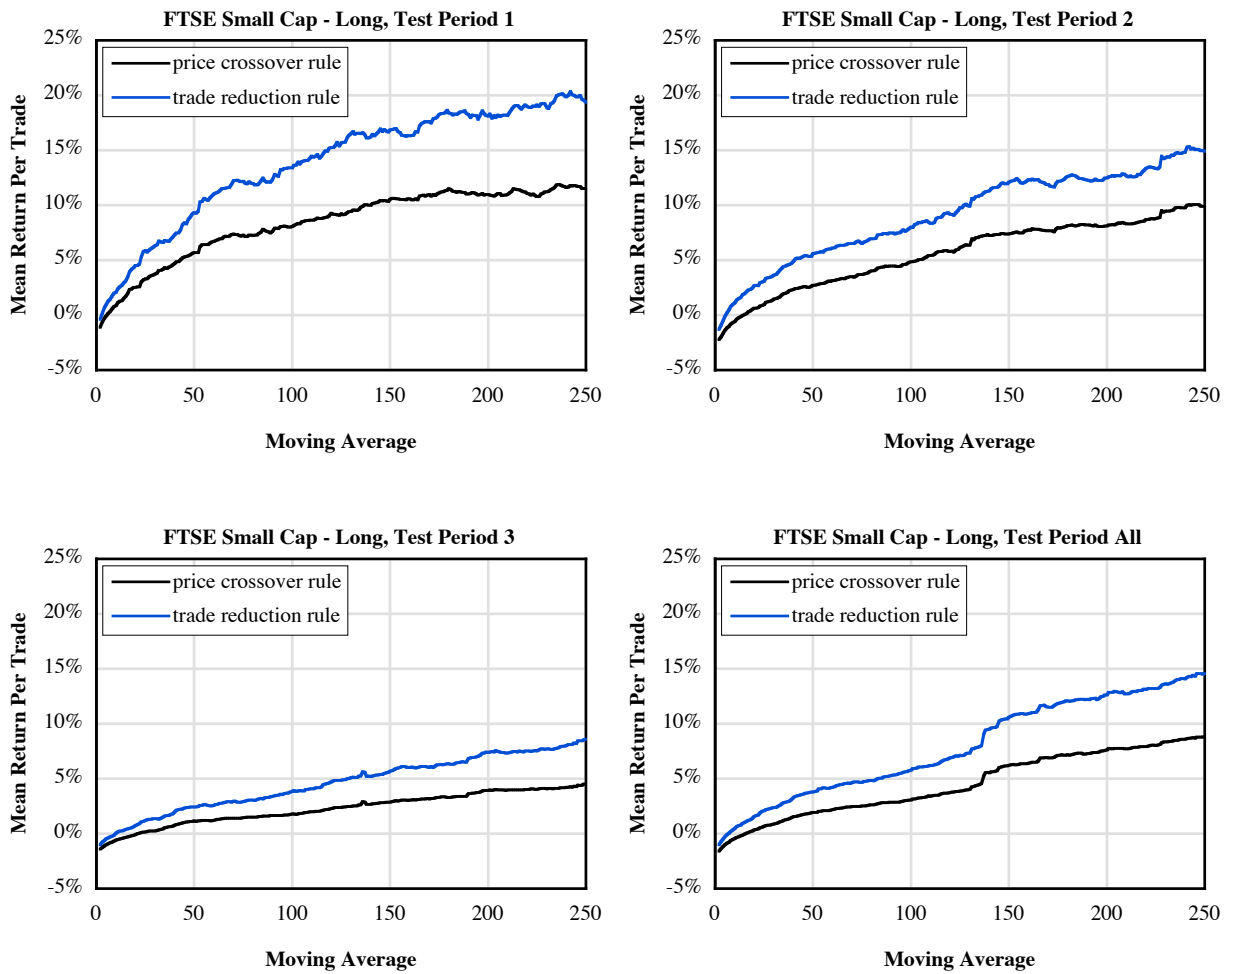 FTSE Small Cap - Long, Test Period 1
25%
20%
15%
10%
5%
0%
-5%
Mean Return Per Trade
price crossover rule
trade reduction rule
0 50 100 150 200 250
Moving Average
FTSE Small Cap - Long, Test Period 2
25%
20%
15%
10%
5%
0%
-5%
Mean Return Per Trade
price crossover rule
trade reduction rule
0 50 100 150 200 250
Moving Average
FTSE Small Cap - Long, Test Period 3
25%
20%
15%
10%
5%
0%
-5%
Mean Return Per Trade
price crossover rule
trade reduction rule
0 50 100 150 200 250
Moving Average
FTSE Small Cap - Long, Test Period All
25%
20%
15%
10%
5%
0%
-5%
Mean Return Per Trade
price crossover rule
trade reduction rule
0 50 100 150 200 250
Moving Average